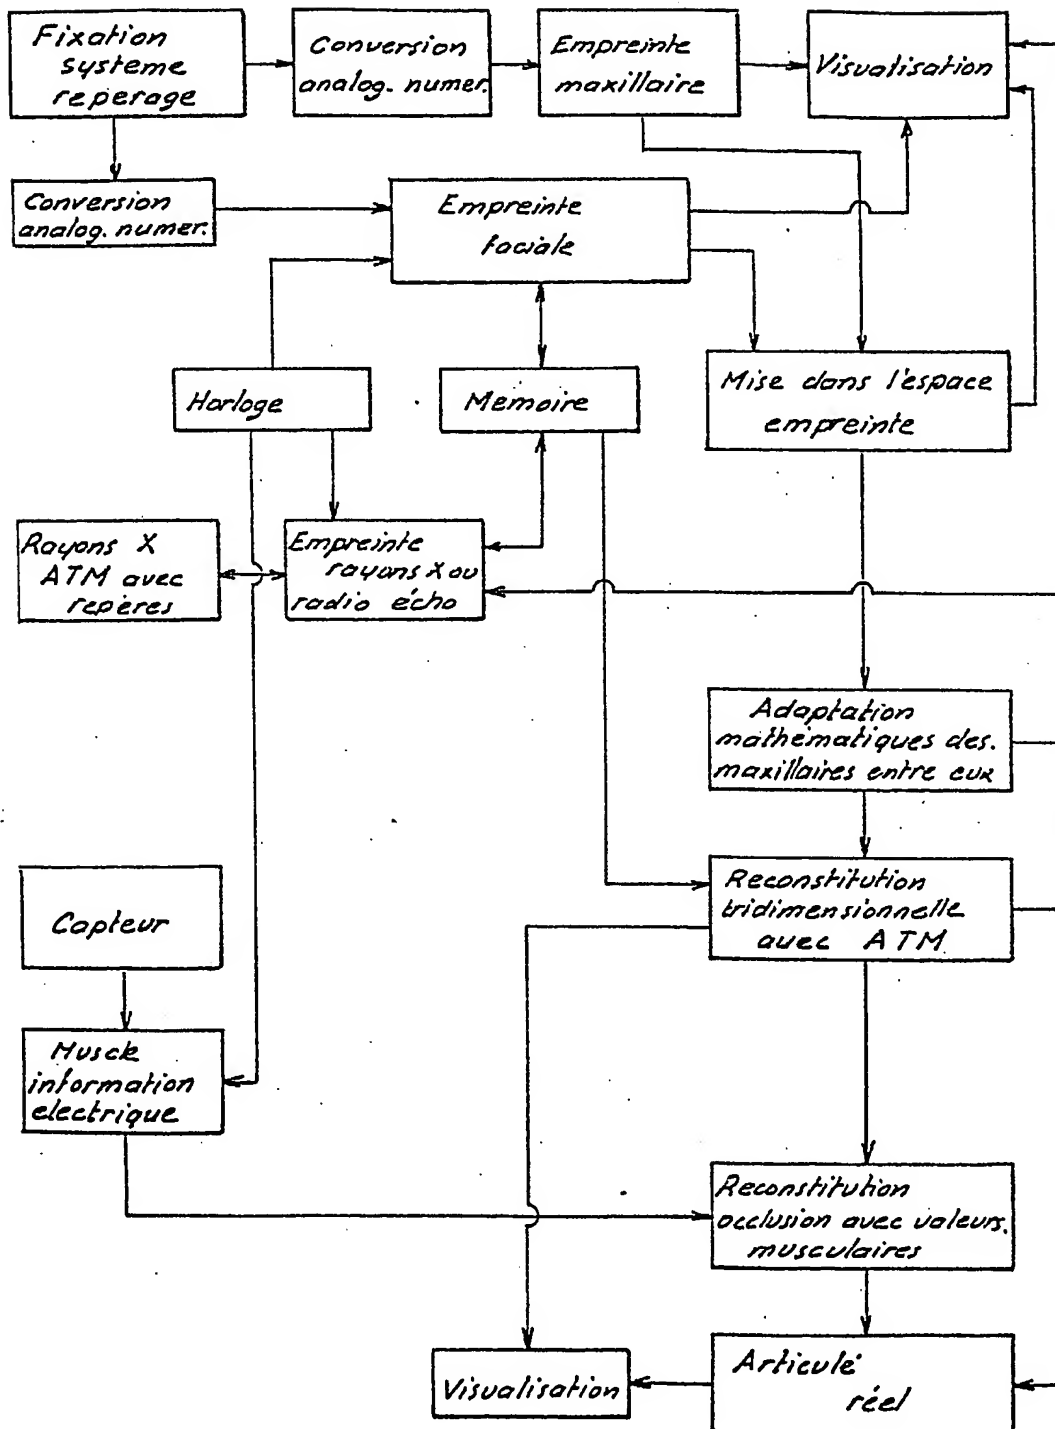 Fixation
systeme
reperage
Conversion
analog. numer.
Empreinte
maxillaire
Visualisation
Conversion
analog. numer.
Empreinte
faciale
Horloge
Memoire
Mise dans l'espace
empreinte
Rayons X
ATM avec
repères
Empreinte
rayons X ou
radio écho
Adaptation
mathématiques des.
maxillaires entre eux
Capteur
Reconstitution
tridimensionnelle
avec ATM
Muscle
information
electrique
Reconstitution
occlusion avec valeurs.
musculaires
Visualisation
Articulé
réel